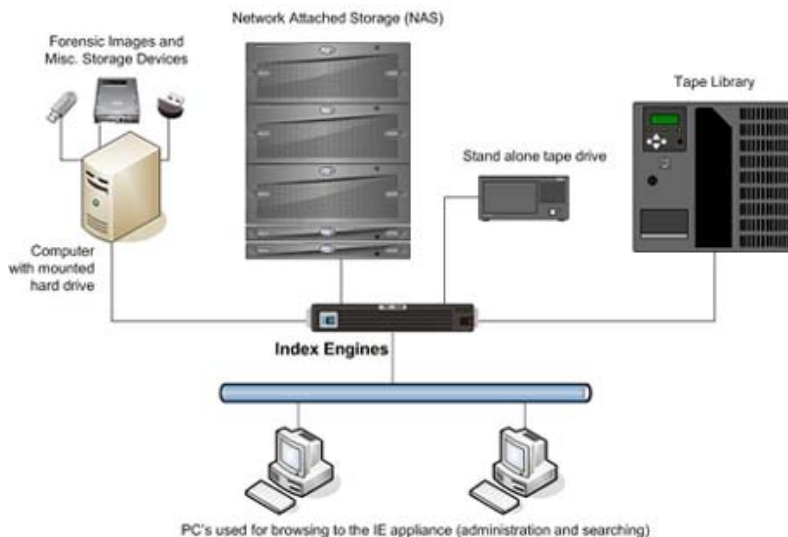 Network Attached Storage (NAS)
Forensic Images and
Misc. Storage Devices
Tape Library
Stand alone tape drive
Computer
with mounted
hard drive
Index Engines
PC's used for browsing to the IE appliance (administration and searching)